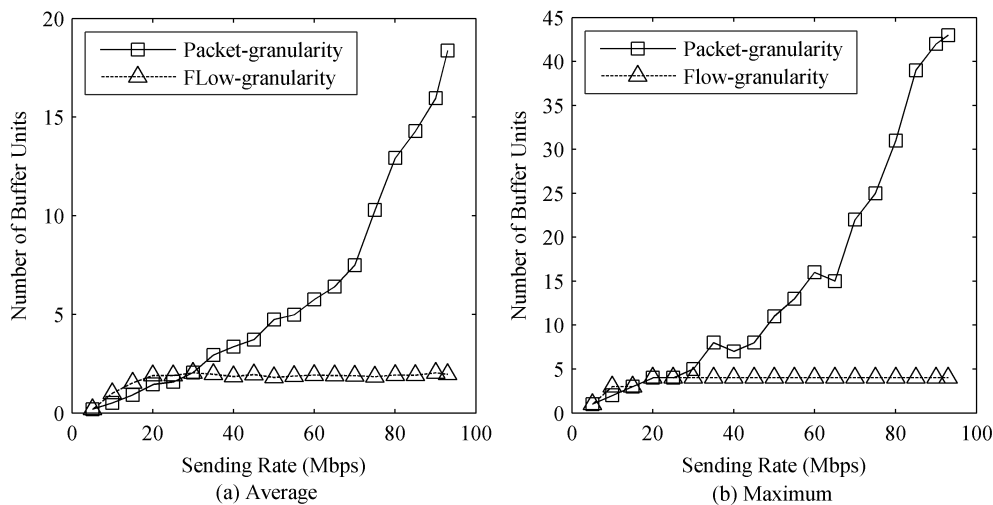 20
15
10
5
0
0
20
40
60
80
100
Number of Buffer Units
Packet-granularity
FLow-granularity
Sending Rate (Mbps)
(a) Average
45
40
35
30
25
20
15
10
5
0
0
20
40
60
80
100
Number of Buffer Units
Packet-granularity
Flow-granularity
Sending Rate (Mbps)
(b) Maximum